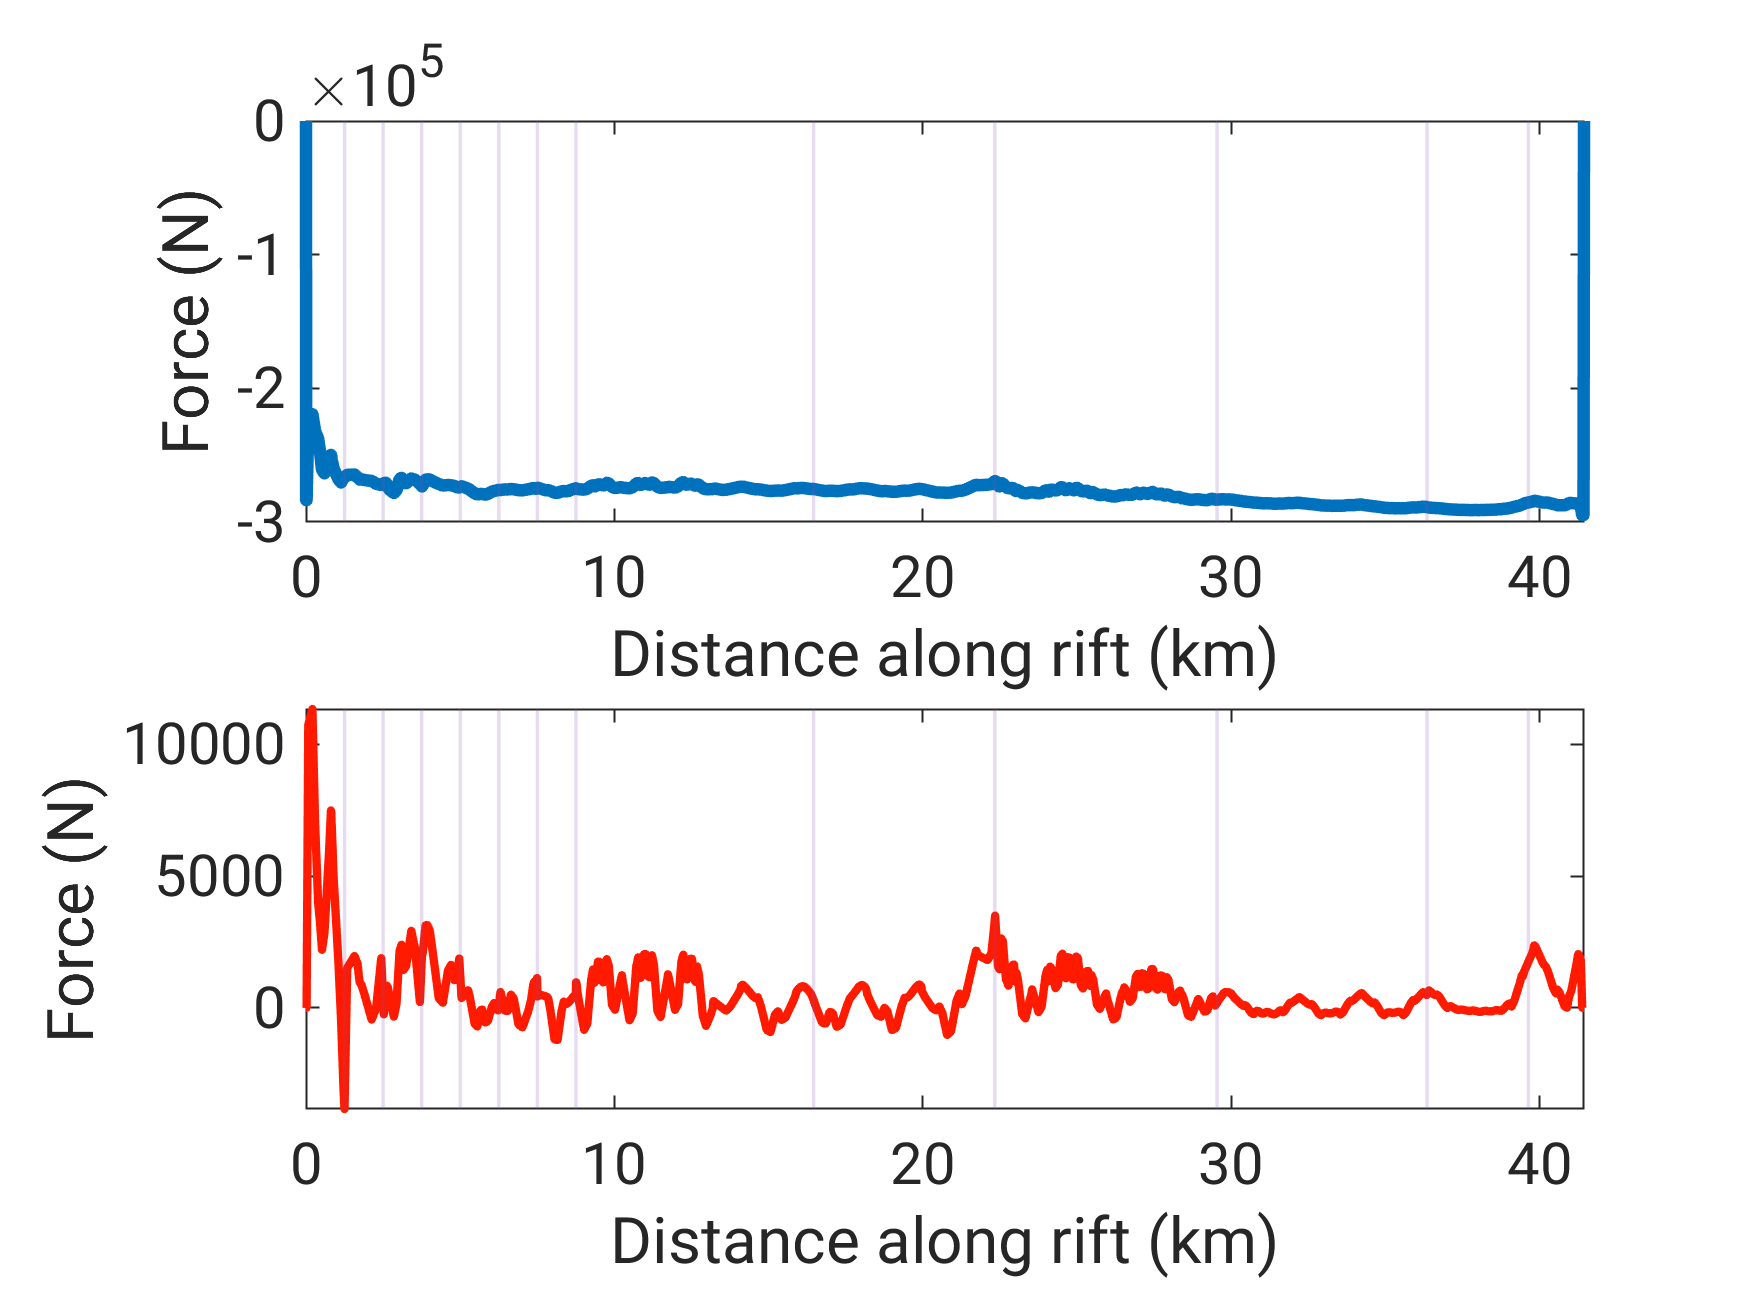 ×10^5
0
-1
-2
-3
Force (N)
0 10 20 30 40
Distance along rift (km)
10000
5000
0
Force (N)
0 10 20 30 40
Distance along rift (km)